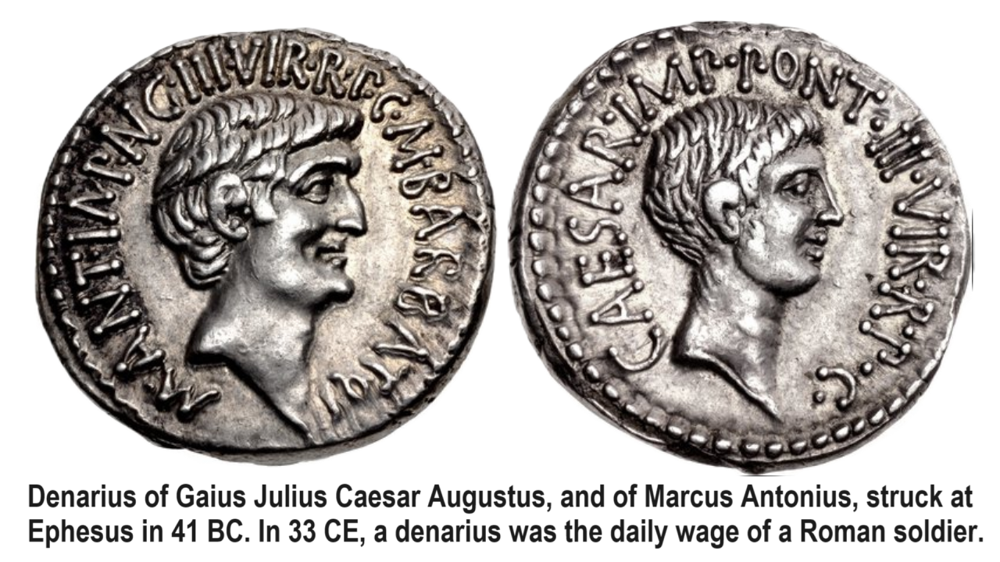 M·ANT·IMP·AVG·III·VIR·R·P·C·M·BARBAT·Q·P
CAESAR·IMP·PONT·III·VIR·R·P·C·
Denarius of Gaius Julius Caesar Augustus, and of Marcus Antonius, struck at
Ephesus in 41 BC. In 33 CE, a denarius was the daily wage of a Roman soldier.